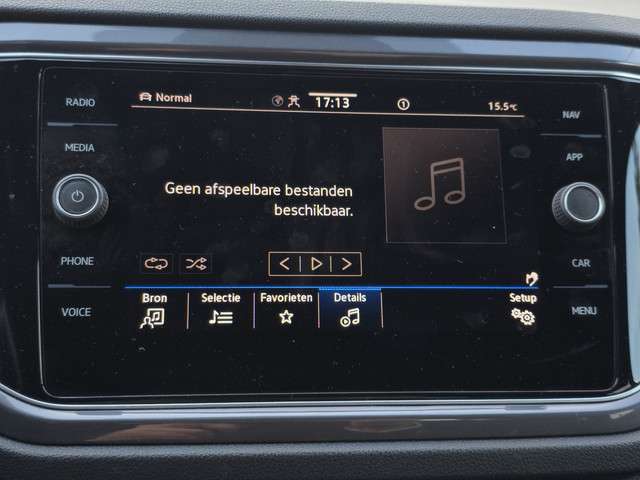 RADIO
MEDIA
PHONE
VOICE
Normal
17:13
1
15.5°C
Geen afspeelbare bestanden
beschikbaar.
Bron
Selectie
Favorieten
Details
Setup
NAV
APP
CAR
MENU